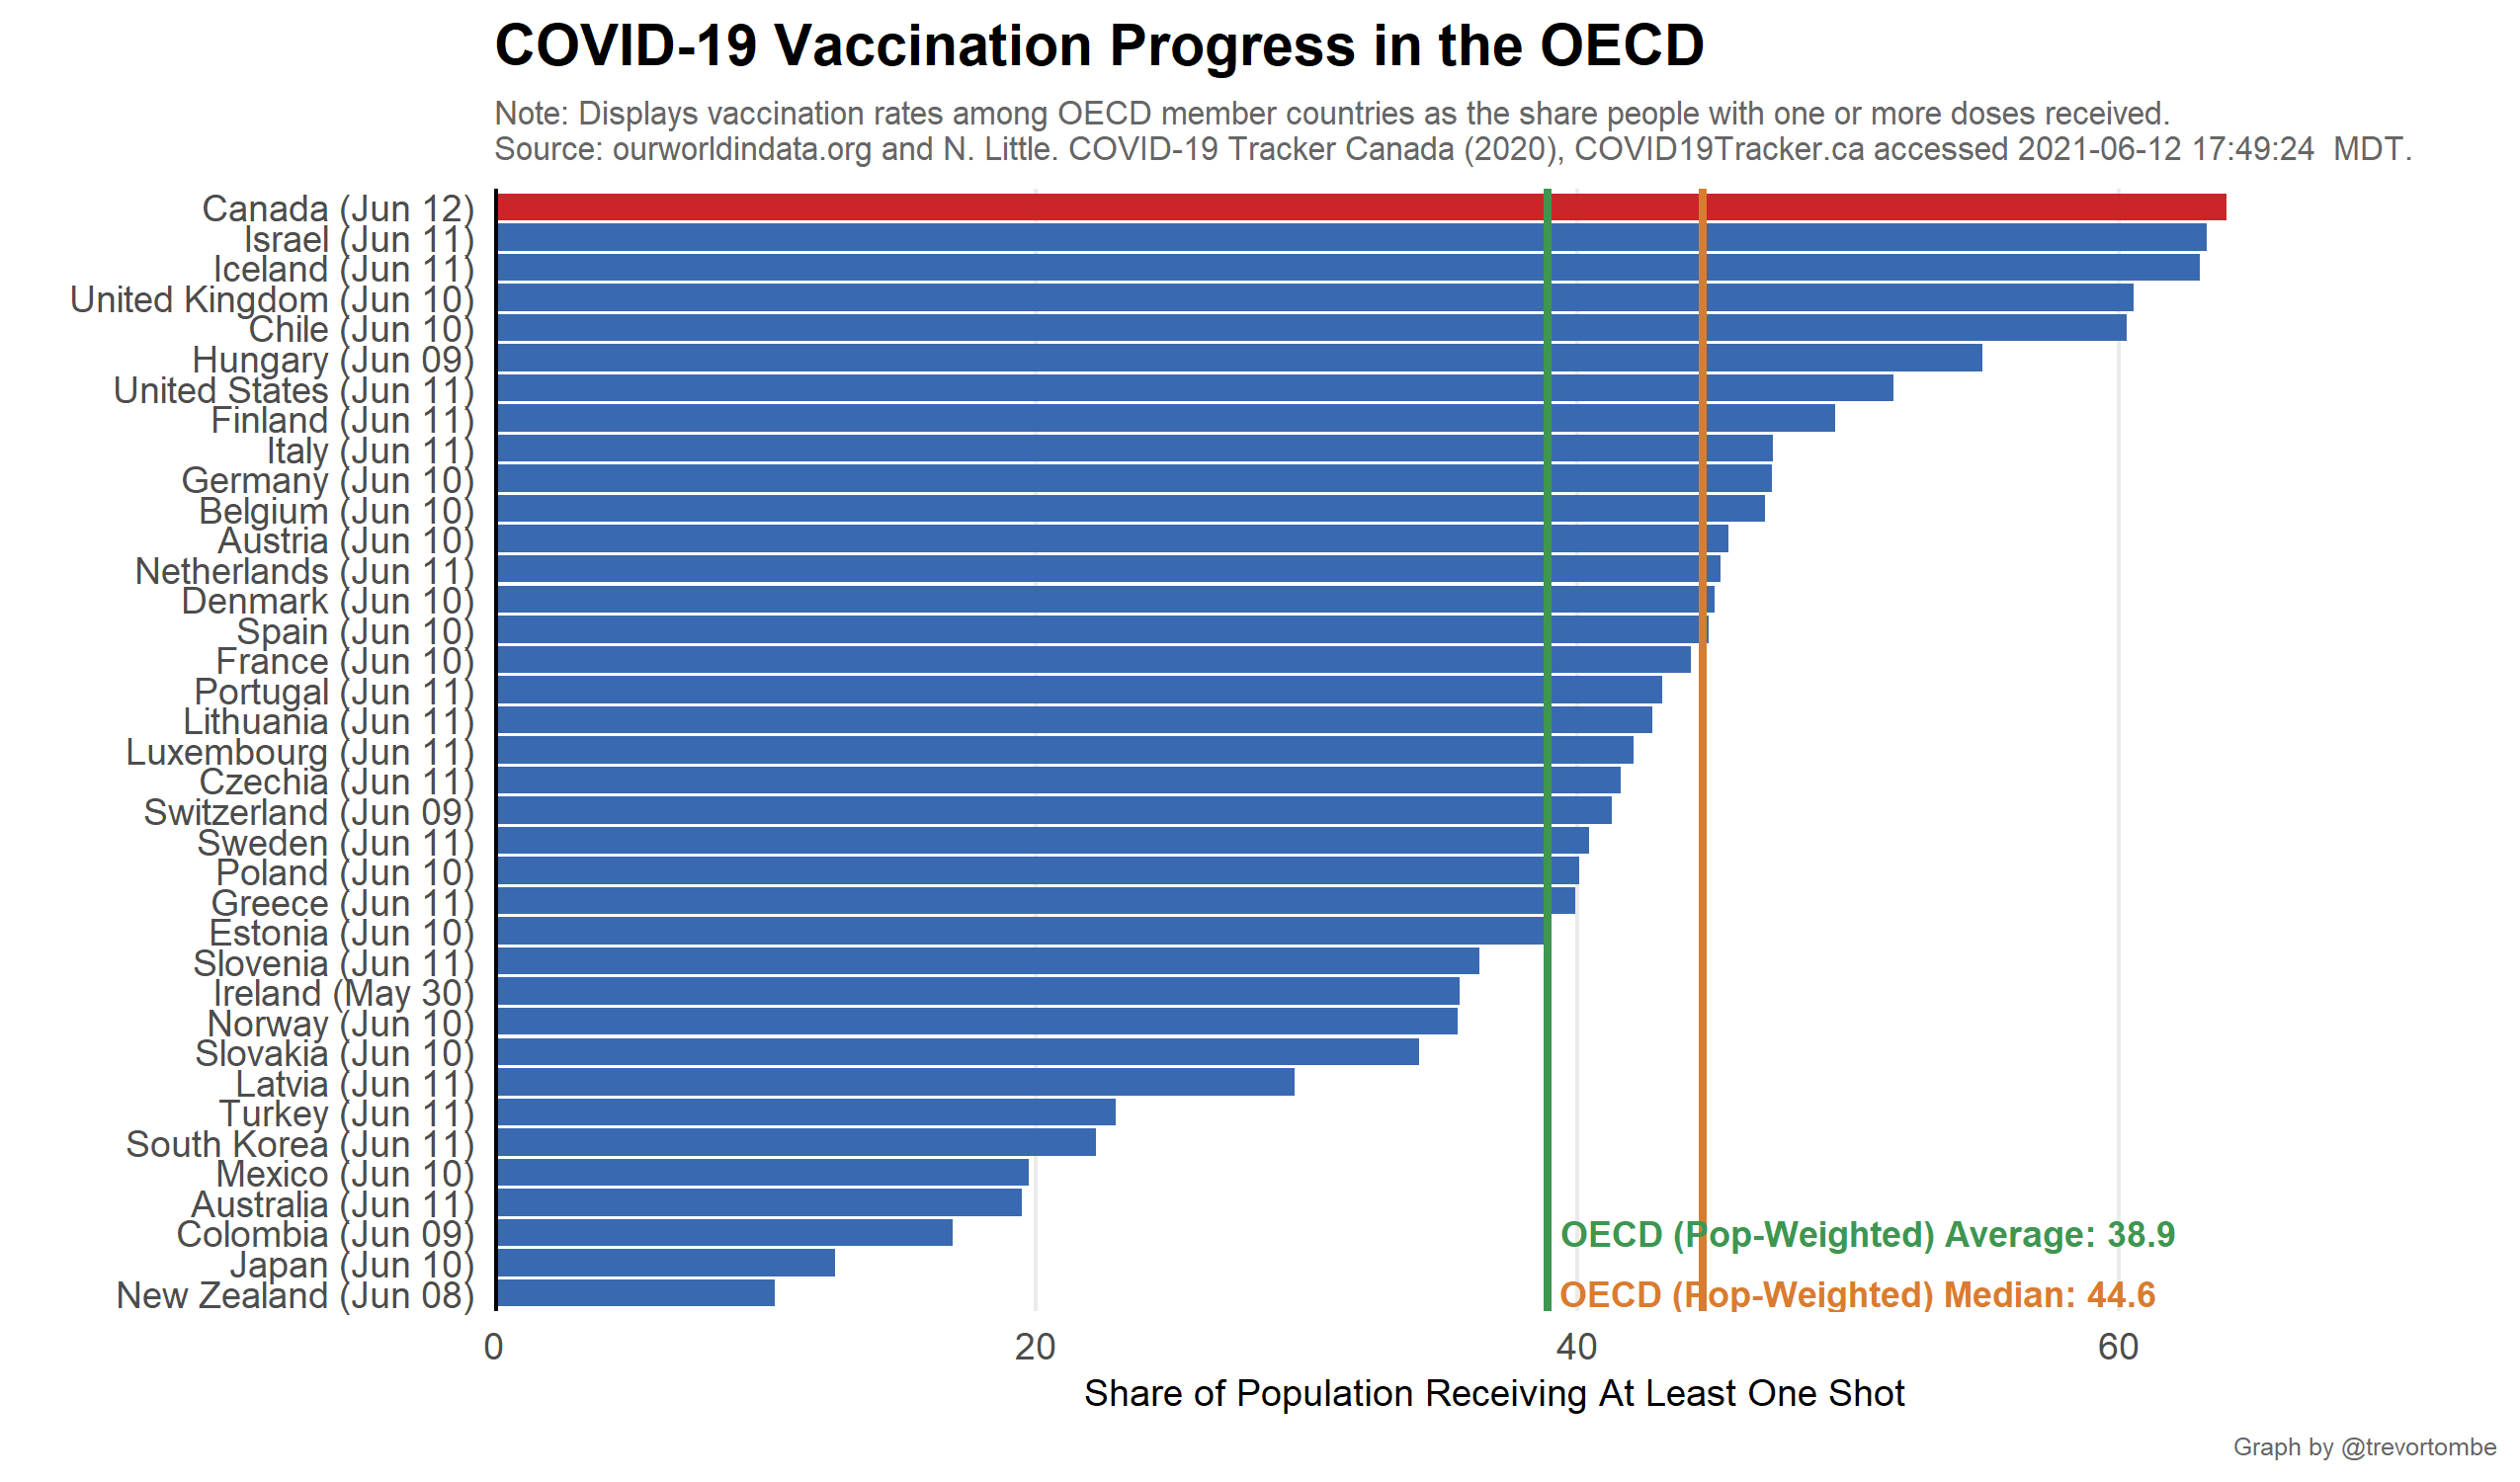 COVID-19 Vaccination Progress in the OECD
Note: Displays vaccination rates among OECD member countries as the share people with one or more doses received.
Source: ourworldindata.org and N. Little. COVID-19 Tracker Canada (2020), COVID19Tracker.ca accessed 2021-06-12 17:49:24  MDT.
Canada (Jun 12)
Israel (Jun 11)
Iceland (Jun 11)
United Kingdom (Jun 10)
Chile (Jun 10)
Hungary (Jun 09)
United States (Jun 11)
Finland (Jun 11)
Italy (Jun 11)
Germany (Jun 10)
Belgium (Jun 10)
Austria (Jun 10)
Netherlands (Jun 11)
Denmark (Jun 10)
Spain (Jun 10)
France (Jun 10)
Portugal (Jun 11)
Lithuania (Jun 11)
Luxembourg (Jun 11)
Czechia (Jun 11)
Switzerland (Jun 09)
Sweden (Jun 11)
Poland (Jun 10)
Greece (Jun 11)
Estonia (Jun 10)
Slovenia (Jun 11)
Ireland (May 30)
Norway (Jun 10)
Slovakia (Jun 10)
Latvia (Jun 11)
Turkey (Jun 11)
South Korea (Jun 11)
Mexico (Jun 10)
Australia (Jun 11)
Colombia (Jun 09)
OECD (Pop-Weighted) Average: 38.9
Japan (Jun 10)
New Zealand (Jun 08)
OECD (Pop-Weighted) Median: 44.6
0 20 40 60
Share of Population Receiving At Least One Shot
Graph by @trevortombe